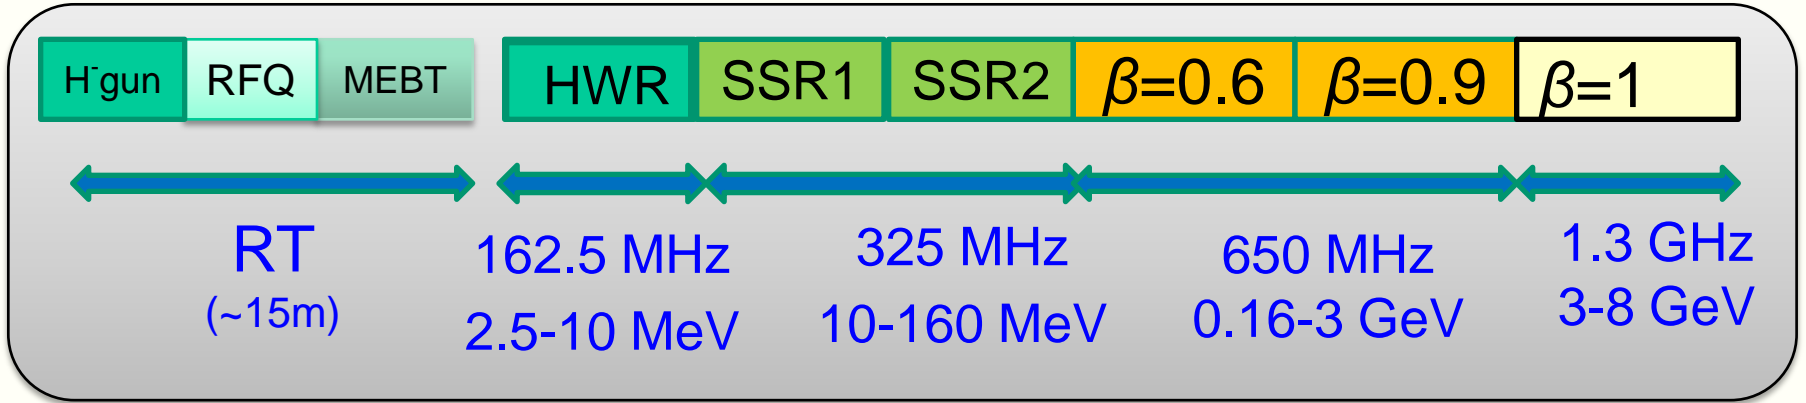 H⁻gun RFQ MEBT HWR SSR1 SSR2 β=0.6 β=0.9 β=1
RT 162.5 MHz 325 MHz 650 MHz 1.3 GHz
(~15m) 2.5-10 MeV 10-160 MeV 0.16-3 GeV 3-8 GeV